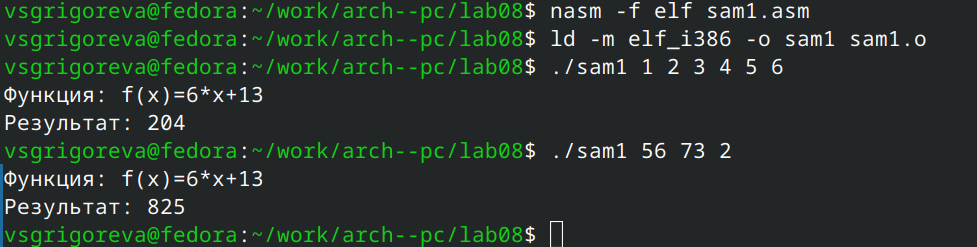 vsgrigoreva@fedora:~/work/arch--pc/lab08$ nasm -f elf sam1.asm
vsgrigoreva@fedora:~/work/arch--pc/lab08$ ld -m elf_i386 -o sam1 sam1.o
vsgrigoreva@fedora:~/work/arch--pc/lab08$ ./sam1 1 2 3 4 5 6
Функция: f(x)=6*x+13
Результат: 204
vsgrigoreva@fedora:~/work/arch--pc/lab08$ ./sam1 56 73 2
Функция: f(x)=6*x+13
Результат: 825
vsgrigoreva@fedora:~/work/arch--pc/lab08$